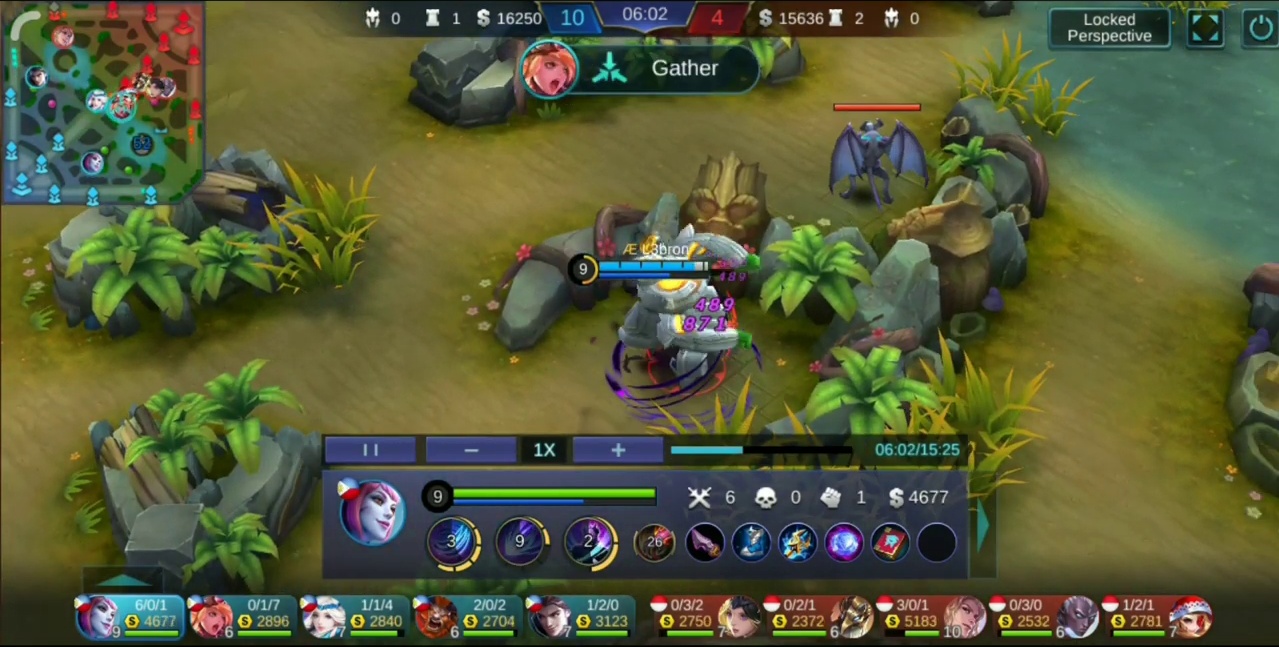 0 1 $ 16250 10 06:02 4 $ 15636 2 0
Locked
Perspective
Gather
Æ L3bron
9
489
489
871
1X
06:02/15:25
9
6 0 1 $ 4677
3 9 2 26
6/0/1 0/1/7 1/1/4 2/0/2 1/2/0 0/3/2 0/2/1 3/0/1 0/3/0 1/2/1
4677 2896 2840 2704 3123 2750 2372 5183 2532 2781
9 6 7 6 7 7 6 10 6 7